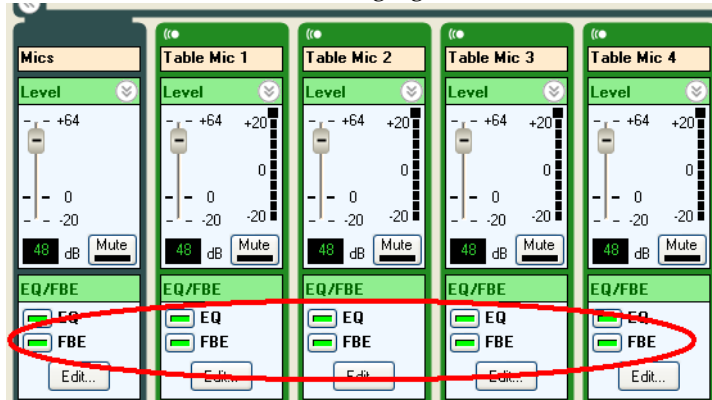 Mics Table Mic 1 Table Mic 2 Table Mic 3 Table Mic 4
Level Level Level Level Level
+64 +64 +20 +64 +20 +64 +20 +64 +20
0 0 0 0
0 0 0 0 0
-20 -20 -20 -20 -20 -20 -20 -20 -20
48 dB Mute 48 dB Mute 48 dB Mute 48 dB Mute 48 dB Mute
EQ/FBE EQ/FBE EQ/FBE EQ/FBE EQ/FBE
EQ EQ EQ EQ EQ
FBE FBE FBE FBE FBE
Edit... Edit... Edit... Edit... Edit...